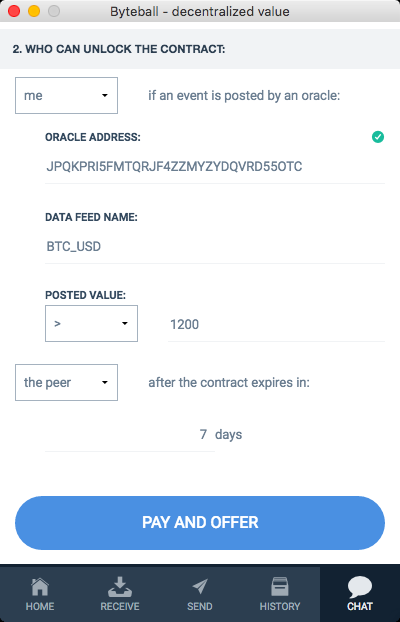 Byteball - decentralized value
2. WHO CAN UNLOCK THE CONTRACT:
me if an event is posted by an oracle:
ORACLE ADDRESS:
JPQKPRI5FMTQRJF4ZZMYZYDQVRD55OTC
DATA FEED NAME:
BTC_USD
POSTED VALUE:
> 1200
the peer after the contract expires in:
7 days
PAY AND OFFER
HOME RECEIVE SEND HISTORY CHAT